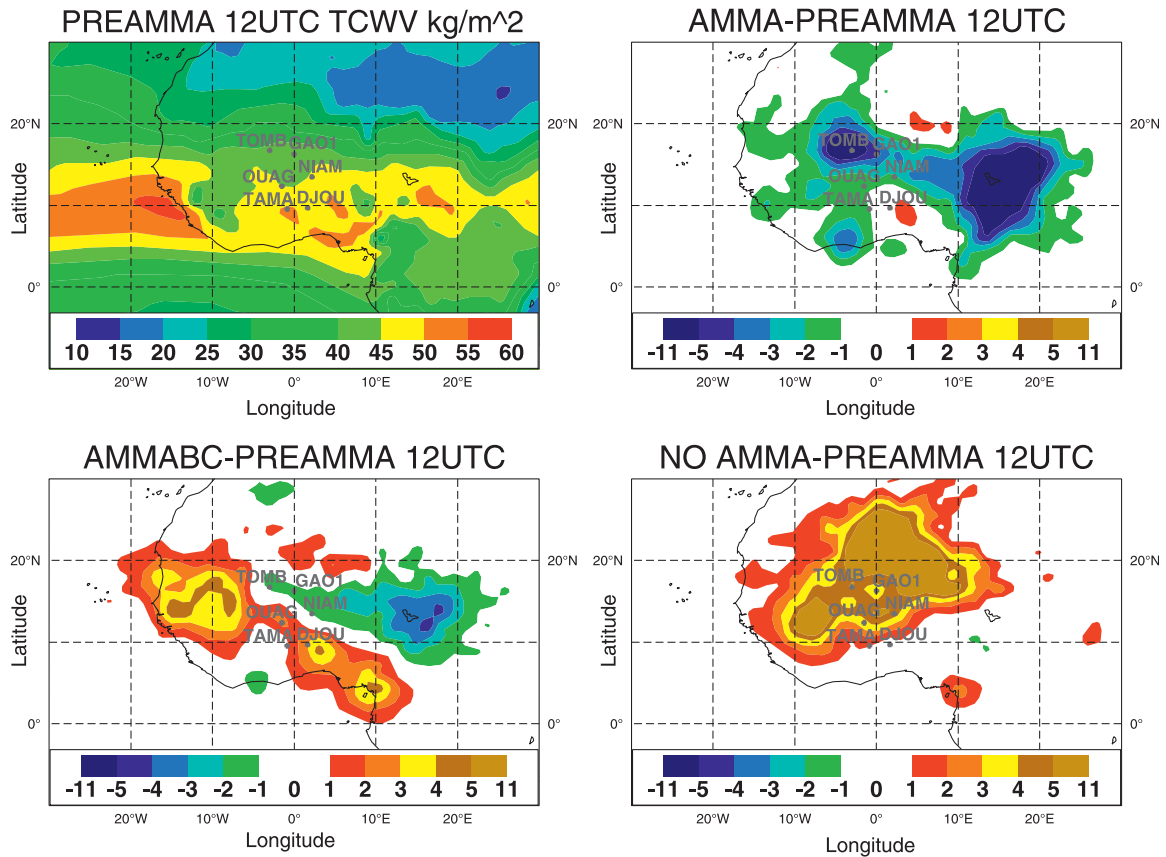 PREAMMA 12UTC TCWV kg/m^2
20°N
0°
Latitude
TOMB GAO1
NIAM
OUAG
TAMA DJOU
10 15 20 25 30 35 40 45 50 55 60
20°W 10°W 0° 10°E 20°E
Longitude
AMMA-PREAMMA 12UTC
20°N 20°N
0° 0°
Latitude
TOMB GAO1
NIAM
OUAG
TAMA DJOU
-11 -5 -4 -3 -2 -1 0 1 2 3 4 5 11
20°W 10°W 0° 10°E 20°E
Longitude
AMMABC-PREAMMA 12UTC
20°N
0°
Latitude
TOMB GAO1
NIAM
OUAG
TAMA DJOU
-11 -5 -4 -3 -2 -1 0 1 2 3 4 5 11
20°W 10°W 0° 10°E 20°E
Longitude
NO AMMA-PREAMMA 12UTC
20°N 20°N
0° 0°
Latitude
TOMB GAO1
NIAM
OUAG
TAMA DJOU
-11 -5 -4 -3 -2 -1 0 1 2 3 4 5 11
20°W 10°W 0° 10°E 20°E
Longitude